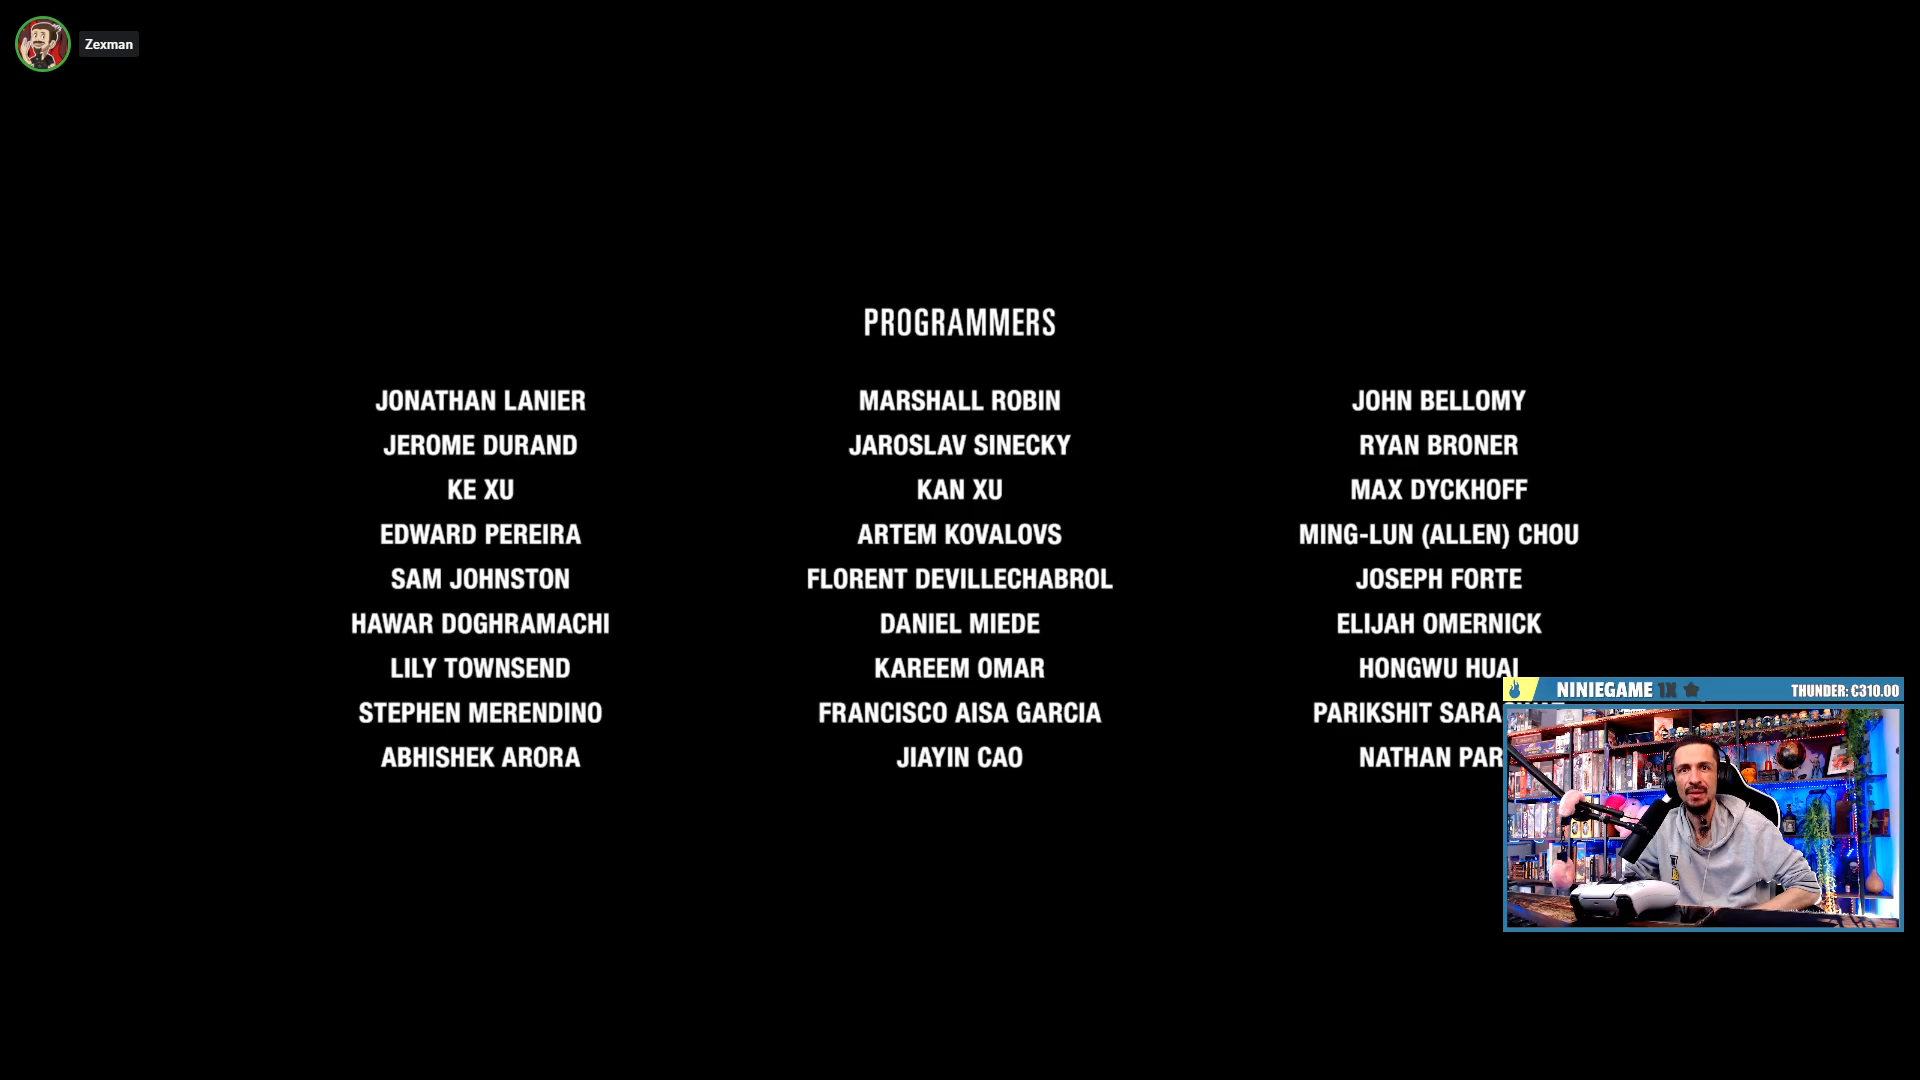 Zexman
PROGRAMMERS
JONATHAN LANIER MARSHALL ROBIN JOHN BELLOMY
JEROME DURAND JAROSLAV SINECKY RYAN BRONER
KE XU KAN XU MAX DYCKHOFF
EDWARD PEREIRA ARTEM KOVALOVS MING-LUN (ALLEN) CHOU
SAM JOHNSTON FLORENT DEVILLECHABROL JOSEPH FORTE
HAWAR DOGHRAMACHI DANIEL MIEDE ELIJAH OMERNICK
LILY TOWNSEND KAREEM OMAR HONGWU HUAI
STEPHEN MERENDINO FRANCISCO AISA GARCIA PARIKSHIT
ABHISHEK ARORA JIAYIN CAO NATHAN
NINIEGAME 1X THUNDER: €310.00